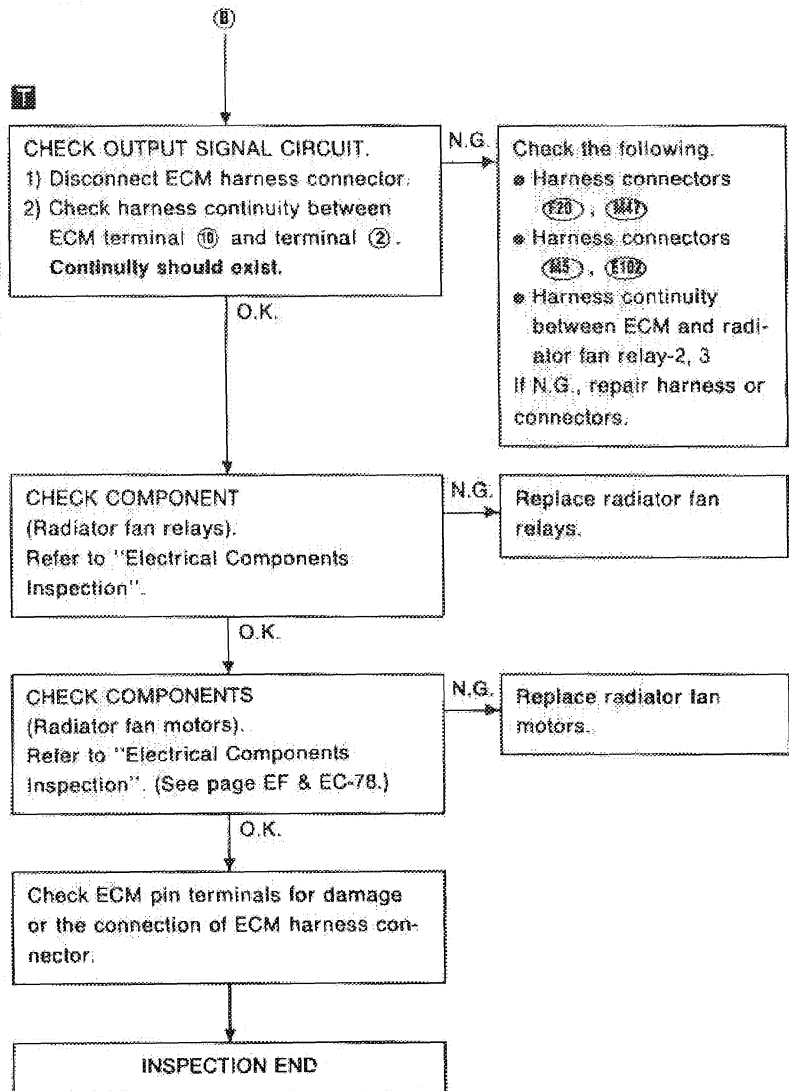 B
T
CHECK OUTPUT SIGNAL CIRCUIT.
1) Disconnect ECM harness connector.
2) Check harness continuity between
ECM terminal ⑩ and terminal ②.
Continuity should exist.
N.G.
Check the following.
● Harness connectors
F20 , M47
● Harness connectors
M5 , E102
● Harness continuity
between ECM and radi-
ator fan relay-2, 3
If N.G., repair harness or
connectors.
O.K.
CHECK COMPONENT
(Radiator fan relays).
Refer to "Electrical Components
Inspection".
N.G.
Replace radiator fan
relays.
O.K.
CHECK COMPONENTS
(Radiator fan motors).
Refer to "Electrical Components
Inspection". (See page EF & EC-78.)
N.G.
Replace radiator fan
motors.
O.K.
Check ECM pin terminals for damage
or the connection of ECM harness con-
nector.
INSPECTION END